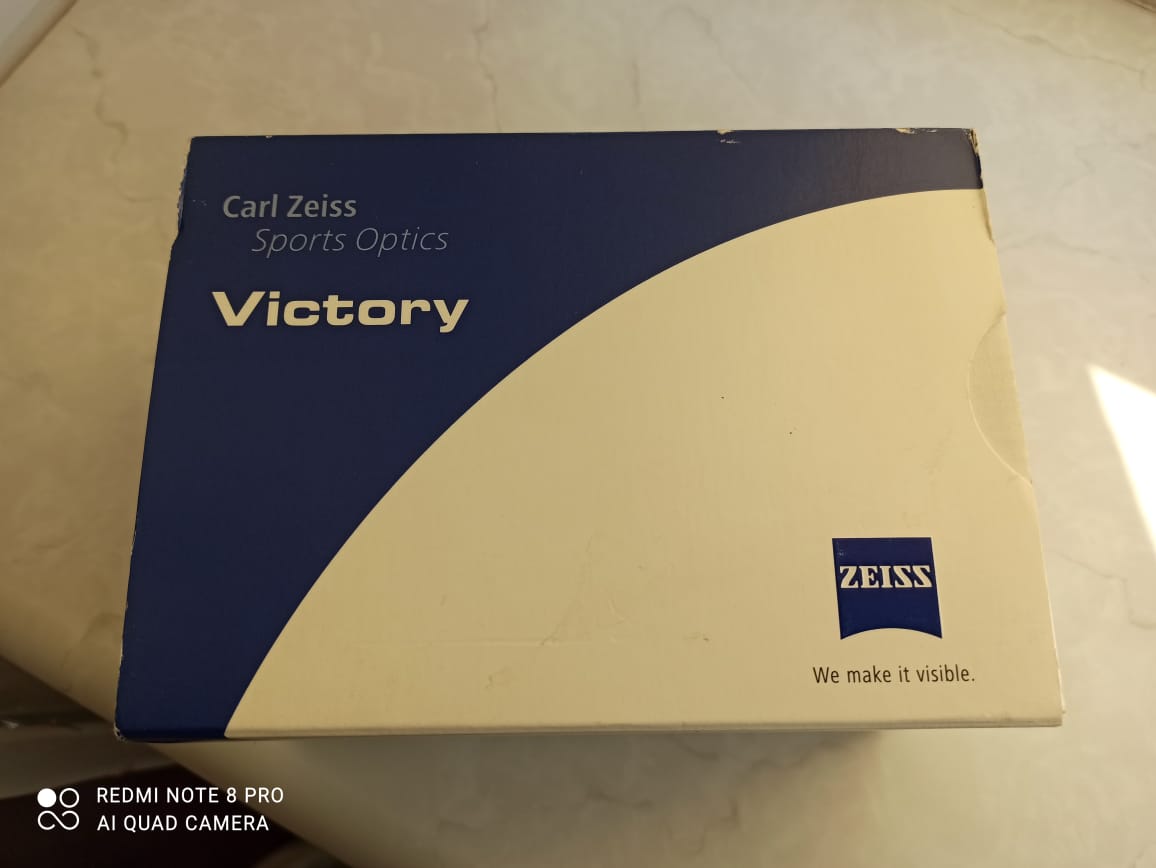 Carl Zeiss
Sports Optics
Victory
ZEISS
We make it visible.
REDMI NOTE 8 PRO
AI QUAD CAMERA